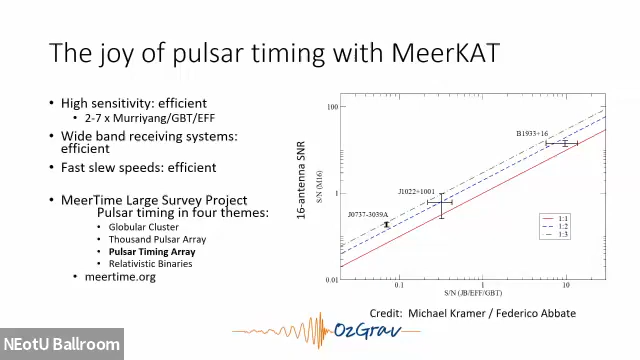 The joy of pulsar timing with MeerKAT
• High sensitivity: efficient
• 2-7 x Murriyang/GBT/EFF
• Wide band receiving systems:
efficient
• Fast slew speeds: efficient
• MeerTime Large Survey Project
Pulsar timing in four themes:
• Globular Cluster
• Thousand Pulsar Array
• Pulsar Timing Array
• Relativistic Binaries
• meertime.org
16-antenna SNR
S/N (M16)
100
1
0.01
B1933+16
J1022+1001
J0737-3039A
1:1
1:2
1:3
0.1
1
10
S/N (JB/EFF/GBT)
Credit: Michael Kramer / Federico Abbate
OzGrav
NEotU Ballroom